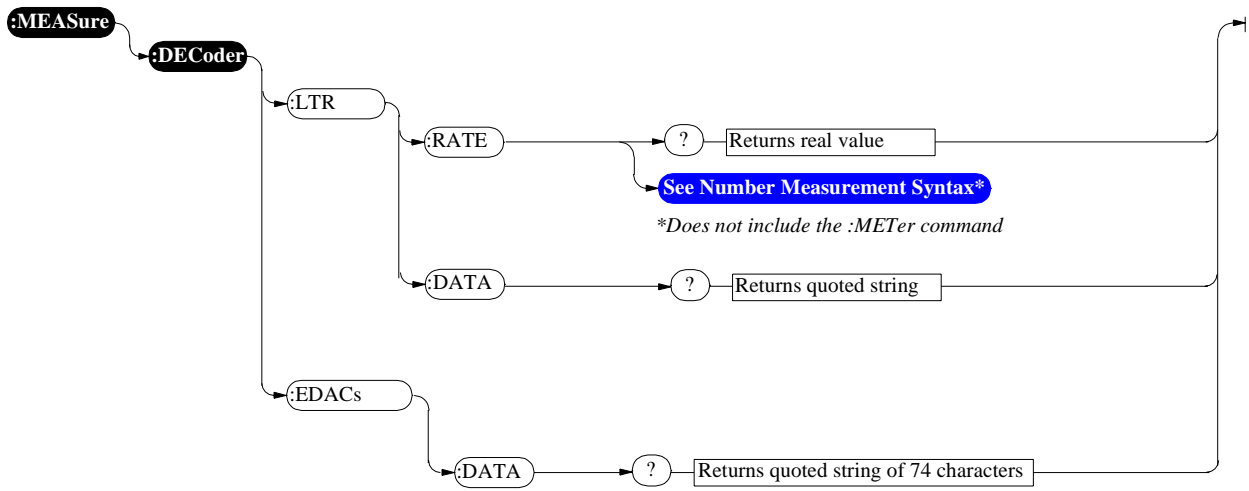 :MEASure
:DECoder
:LTR
:RATE
?
Returns real value
See Number Measurement Syntax*
*Does not include the :METer command
:DATA
?
Returns quoted string
:EDACs
:DATA
?
Returns quoted string of 74 characters